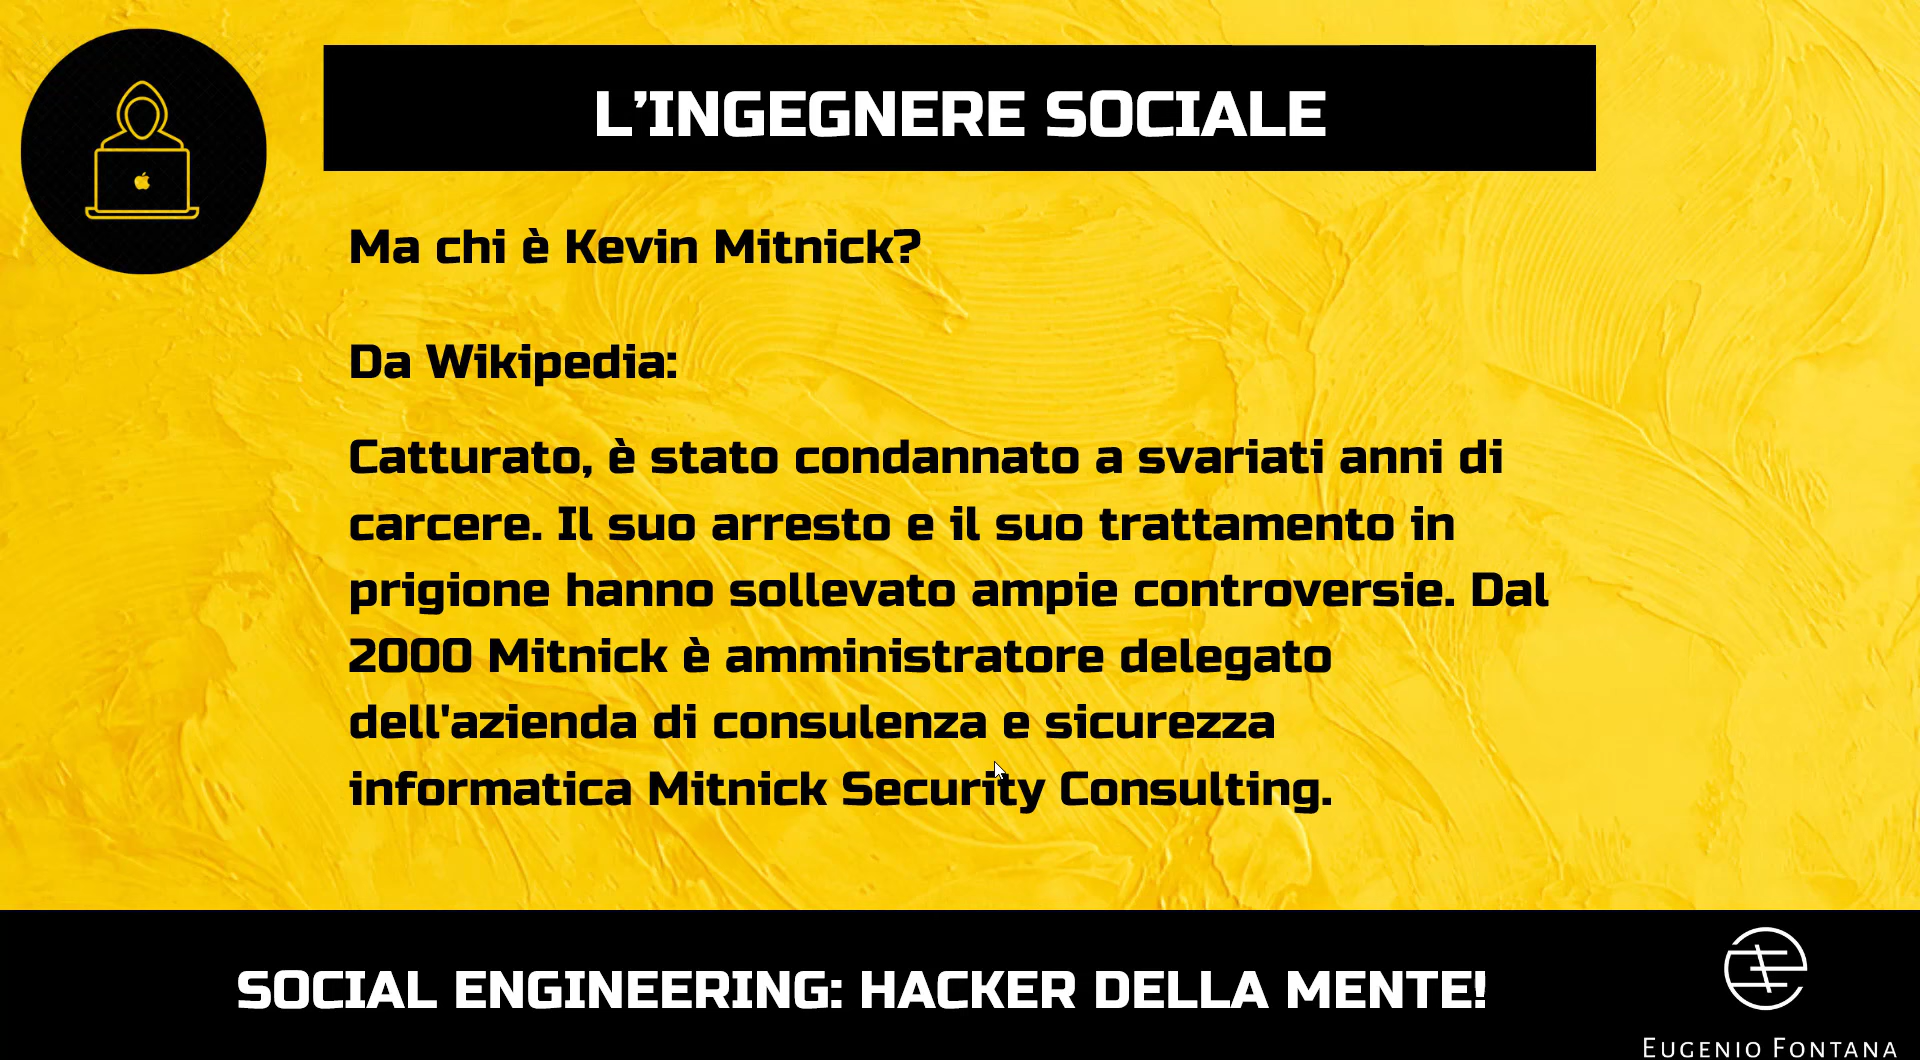 L’INGEGNERE SOCIALE
Ma chi è Kevin Mitnick?
Da Wikipedia:
Catturato, è stato condannato a svariati anni di
carcere. Il suo arresto e il suo trattamento in
prigione hanno sollevato ampie controversie. Dal
2000 Mitnick è amministratore delegato
dell'azienda di consulenza e sicurezza
informatica Mitnick Security Consulting.
SOCIAL ENGINEERING: HACKER DELLA MENTE!
EUGENIO FONTANA